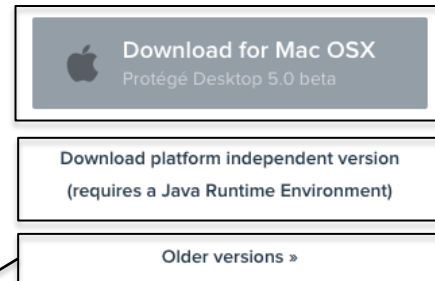 Download for Mac OSX
Protégé Desktop 5.0 beta
Download platform independent version
(requires a Java Runtime Environment)
Older versions »